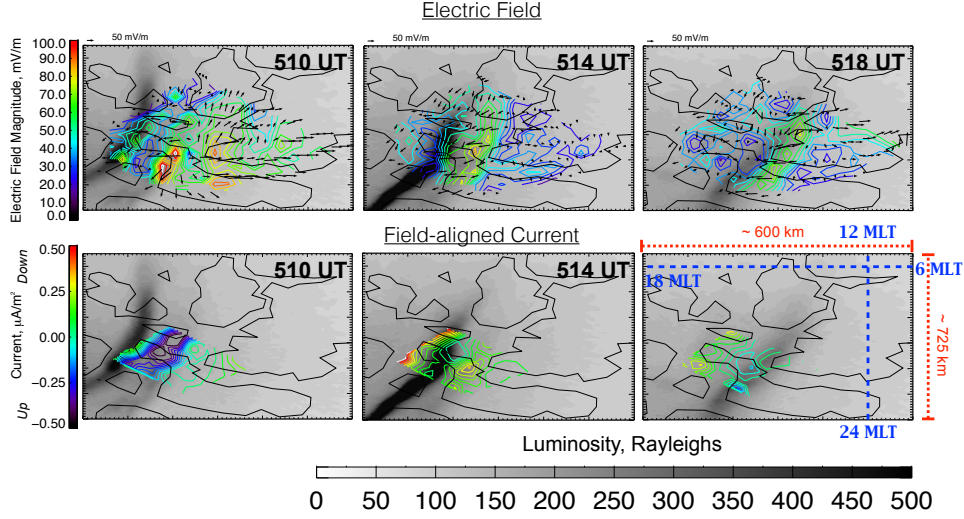 Electric Field
50 mV/m
50 mV/m
50 mV/m
510 UT
514 UT
518 UT
Electric Field Magnitude, mV/m
100.0
90.0
80.0
70.0
60.0
50.0
40.0
30.0
20.0
10.0
0.0
Field-aligned Current
~ 600 km
12 MLT
510 UT
514 UT
18 MLT
6 MLT
~ 725 km
24 MLT
Current, μA/m²
Up
Down
0.50
0.25
0.00
−0.25
−0.50
Luminosity, Rayleighs
0 50 100 150 200 250 300 350 400 450 500